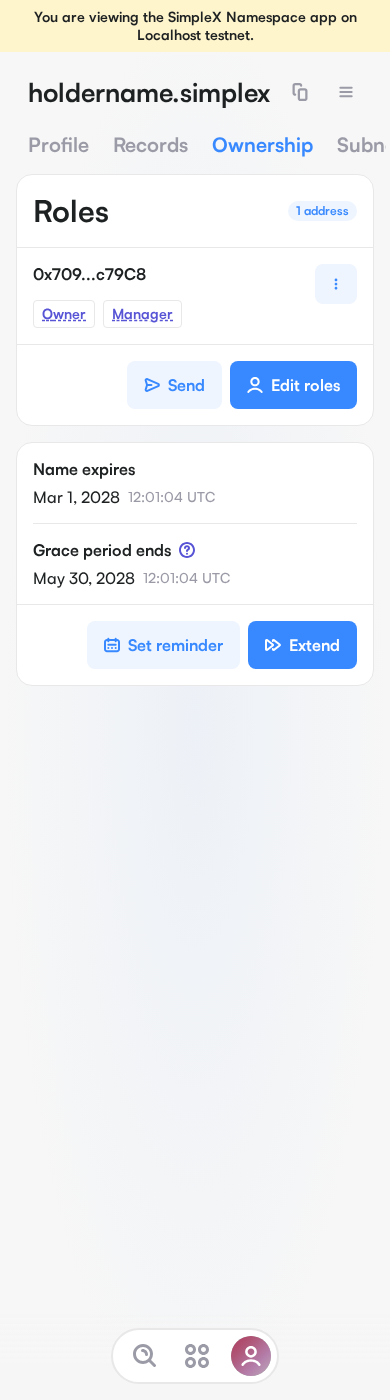 You are viewing the SimpleX Namespace app on
Localhost testnet.
holdername.simplex
Profile Records Ownership Subn
Roles 1 address
0x709...c79C8
Owner Manager
Send Edit roles
Name expires
Mar 1, 2028 12:01:04 UTC
Grace period ends
May 30, 2028 12:01:04 UTC
Set reminder Extend